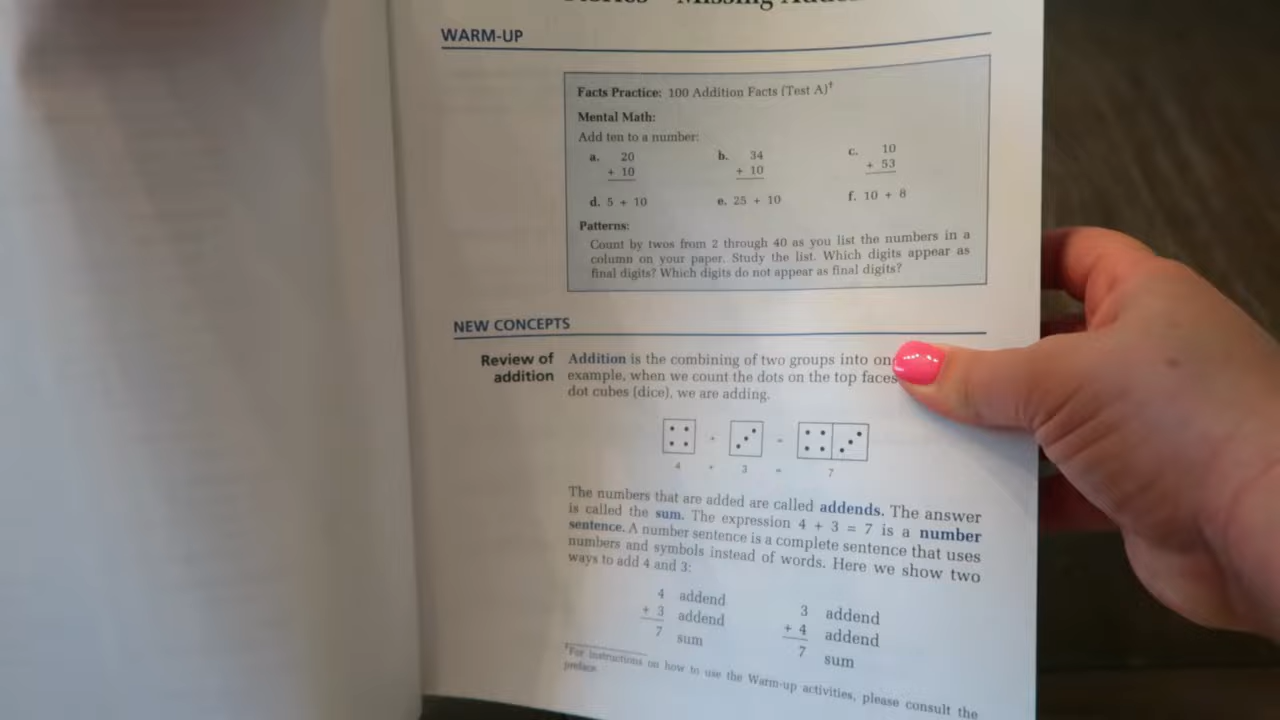 Missing
WARM-UP
Facts Practice: 100 Addition Facts (Test A)†
Mental Math:
Add ten to a number:
a. 20 b. 34 c. 10
+ 10 + 10 + 53
d. 5 + 10 e. 25 + 10 f. 10 + 8
Patterns:
Count by twos from 2 through 40 as you list the numbers in a
column on your paper. Study the list. Which digits appear as
final digits? Which digits do not appear as final digits?
NEW CONCEPTS
Review of
addition
Addition is the combining of two groups into
example, when we count the dots on the top faces
dot cubes (dice), we are adding.
+ =
4 + 3 = 7
The numbers that are added are called addends. The answer
is called the sum. The expression 4 + 3 = 7 is a number
sentence. A number sentence is a complete sentence that uses
numbers and symbols instead of words. Here we show two
ways to add 4 and 3:
4 addend 3 addend
+ 3 addend + 4 addend
7 sum 7 sum
†For instructions on how to use the Warm-up activities, please consult the
preface.